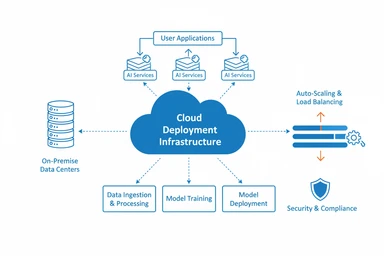 User Applications
AI Services
AI Services
AI Services
Cloud
Deployment
Infrastructure
On-Premise
Data Centers
Auto-Scaling &
Load Balancing
Data Ingestion
& Processing
Model Training
Model
Deployment
Security & Compliance